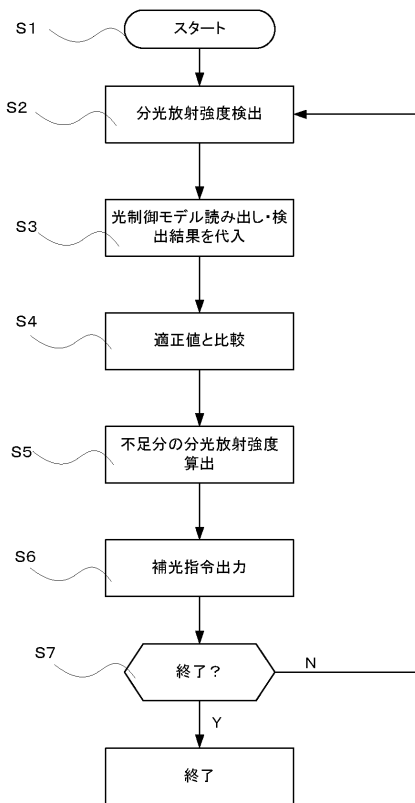 S1
スタート
S2
分光放射強度検出
S3
光制御モデル読み出し・検
出結果を代入
S4
適正値と比較
S5
不足分の分光放射強度
算出
S6
補光指令出力
S7
終了？
N
Y
終了